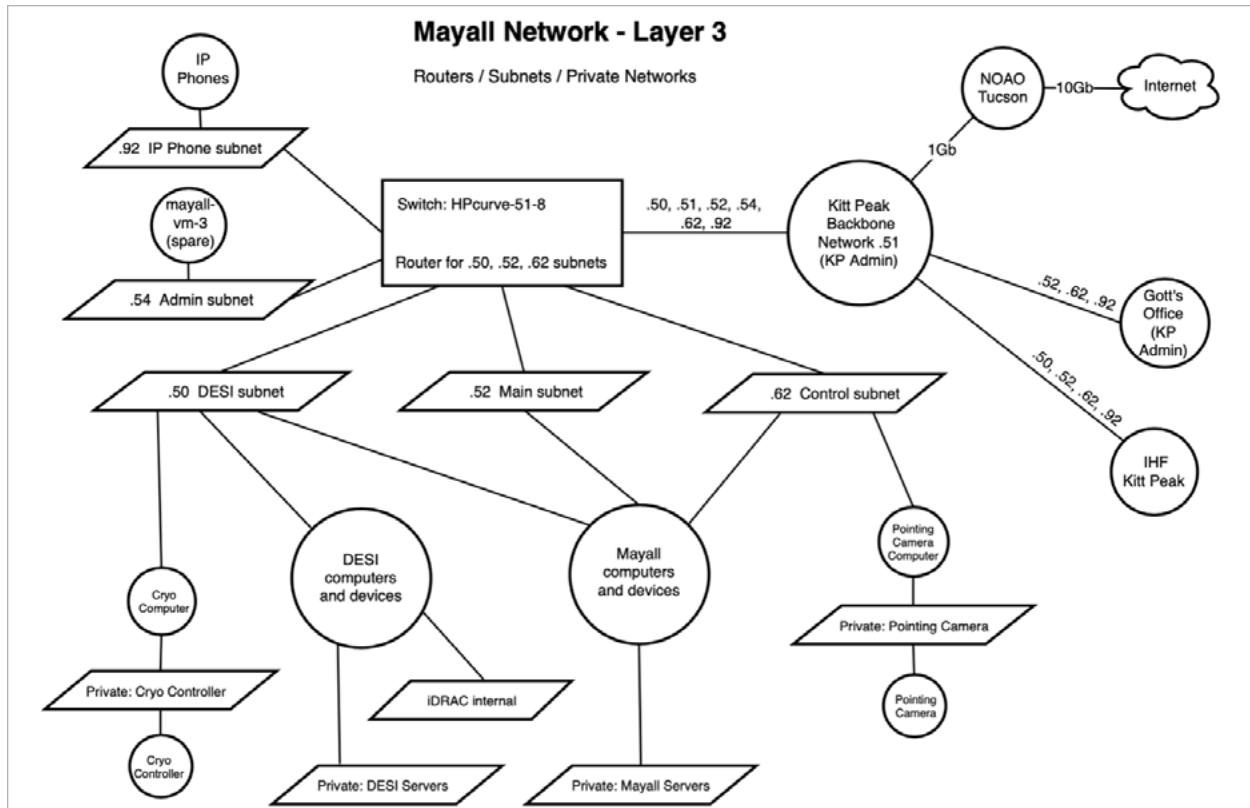 Mayall Network - Layer 3
Routers / Subnets / Private Networks
IP
Phones
.92 IP Phone subnet
mayall-
vm-3
(spare)
.54 Admin subnet
Switch: HPcurve-51-8
Router for .50, .52, .62 subnets
.50, .51, .52, .54,
.62, .92
Kitt Peak
Backbone
Network .51
(KP Admin)
1Gb
NOAO
Tucson
10Gb
Internet
.52, .62, .92
Gott's
Office
(KP
Admin)
.50, .52, .62, .92
IHF
Kitt Peak
.50 DESI subnet
.52 Main subnet
.62 Control subnet
Cryo
Computer
Private: Cryo Controller
Cryo
Controller
DESI
computers
and devices
iDRAC internal
Private: DESI Servers
Mayall
computers
and devices
Private: Mayall Servers
Pointing
Camera
Computer
Private: Pointing Camera
Pointing
Camera